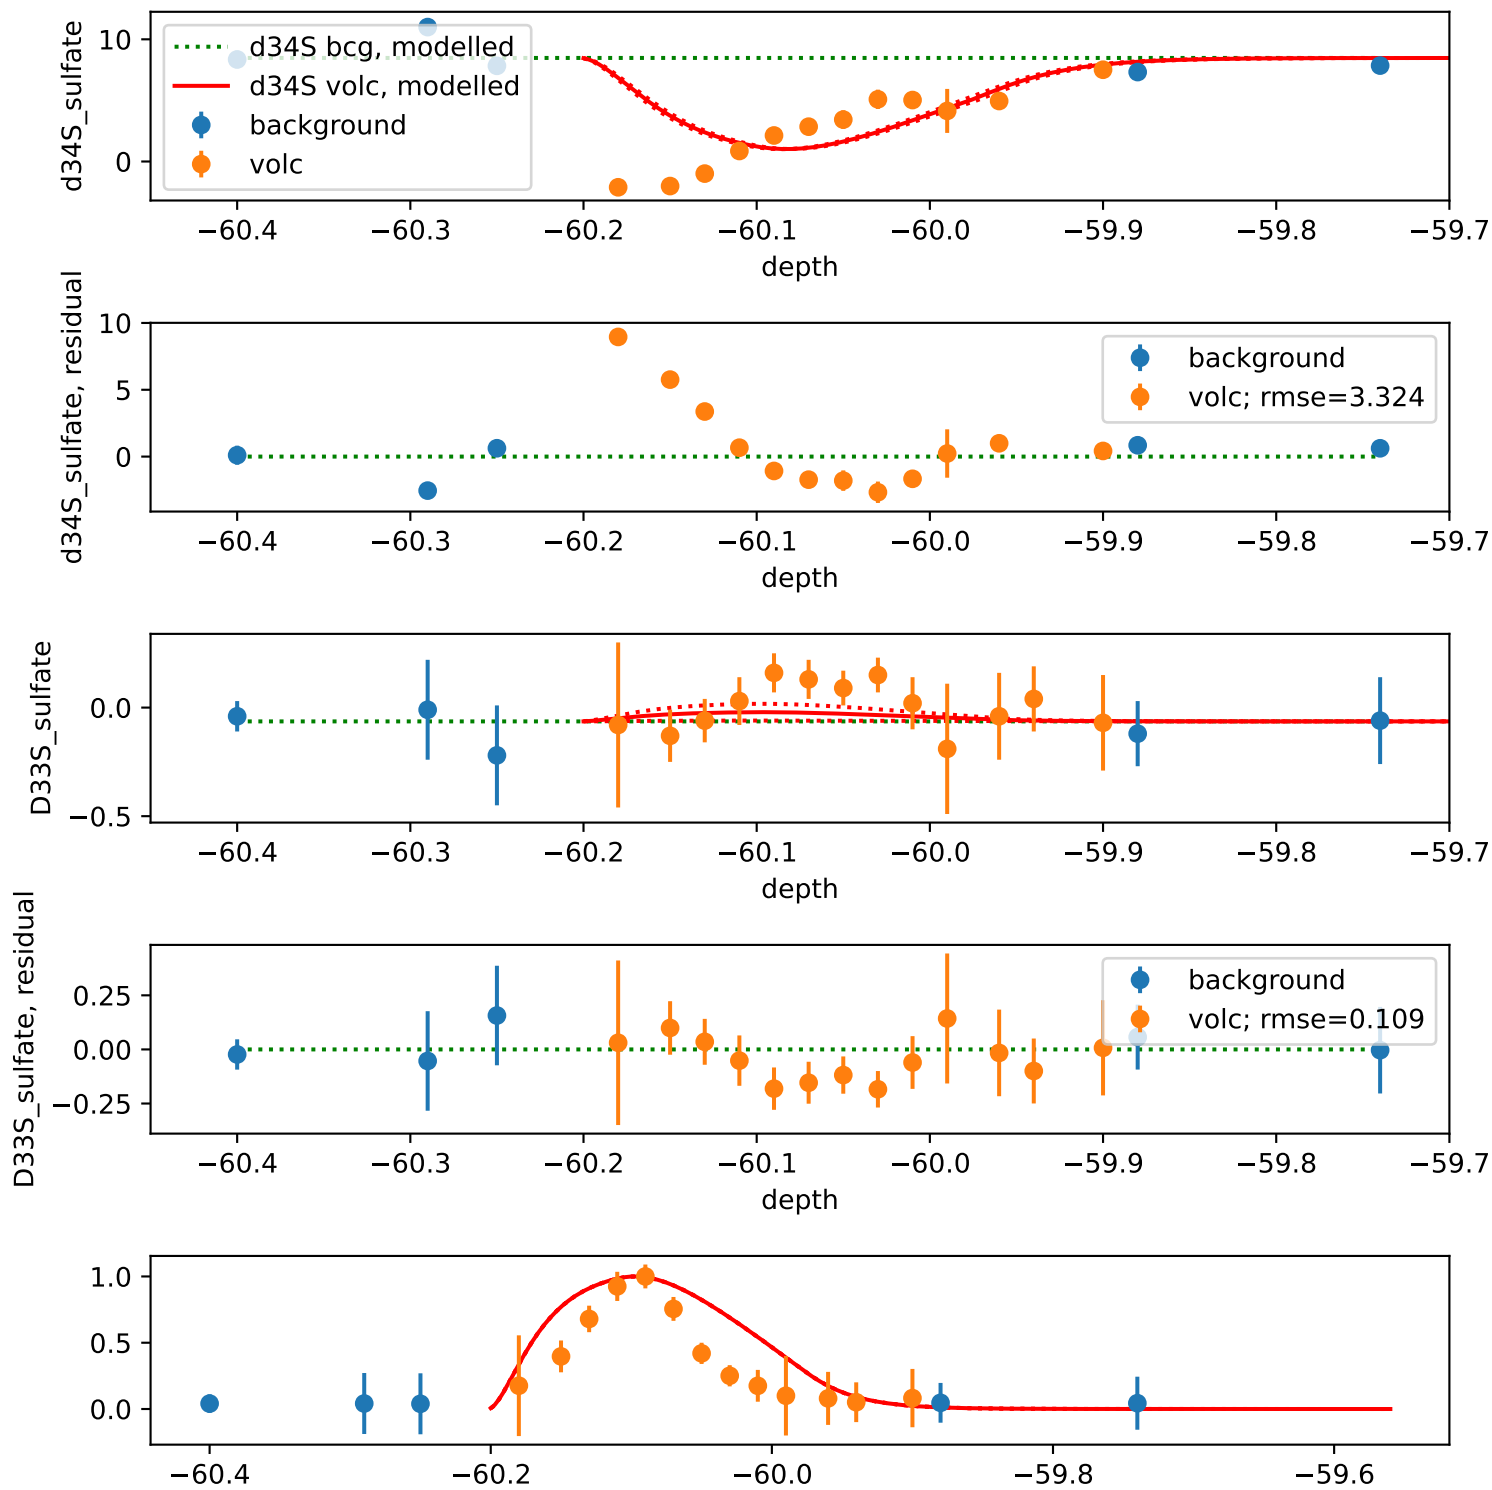 d34S_sulfate
10
0
d34S bcg, modelled
d34S volc, modelled
background
volc
−60.4 −60.3 −60.2 −60.1 −60.0 −59.9 −59.8 −59.7
depth
d34S_sulfate, residual
10
5
0
background
volc; rmse=3.324
−60.4 −60.3 −60.2 −60.1 −60.0 −59.9 −59.8 −59.7
depth
D33S_sulfate
0.0
−0.5
−60.4 −60.3 −60.2 −60.1 −60.0 −59.9 −59.8 −59.7
depth
D33S_sulfate, residual
0.25
0.00
−0.25
background
volc; rmse=0.109
−60.4 −60.3 −60.2 −60.1 −60.0 −59.9 −59.8 −59.7
depth
1.0
0.5
0.0
−60.4 −60.2 −60.0 −59.8 −59.6